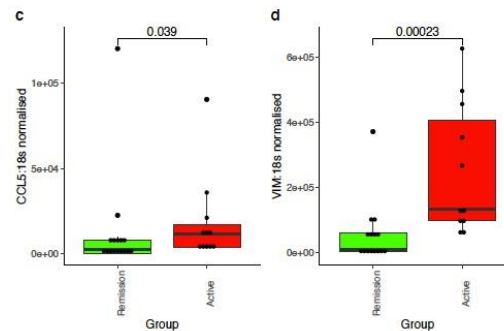 c
0.039
CCL5:18s normalised
1e+05
5e+04
0e+00
Remission
Active
Group
d
0.00023
VIM:18s normalised
6e+05
4e+05
2e+05
0e+00
Remission
Active
Group